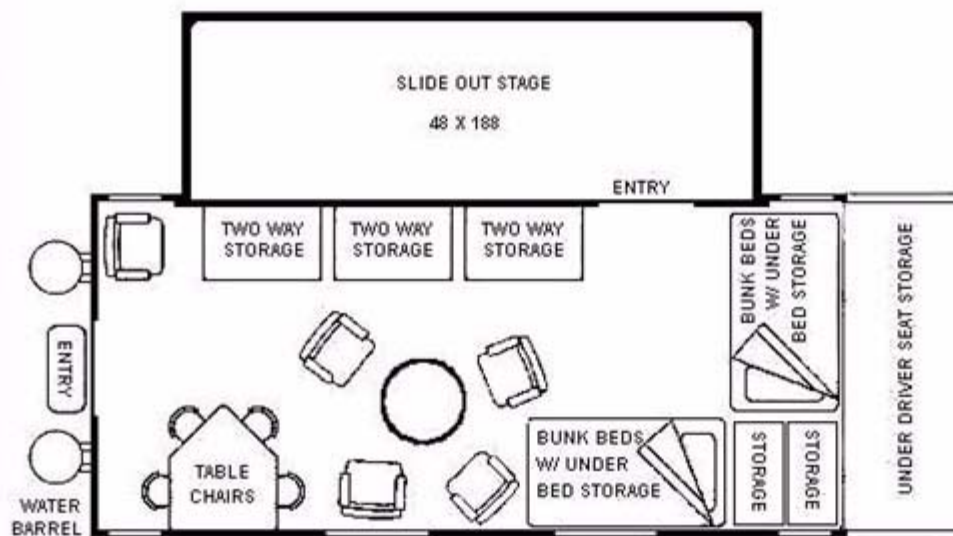 SLIDE OUT STAGE
48 X 188
ENTRY
TWO WAY
STORAGE
TWO WAY
STORAGE
TWO WAY
STORAGE
BUNK BEDS
W/ UNDER
BED STORAGE
UNDER DRIVER SEAT STORAGE
ENTRY
BUNK BEDS
W/ UNDER
BED STORAGE
STORAGE
STORAGE
TABLE
CHAIRS
WATER
BARREL